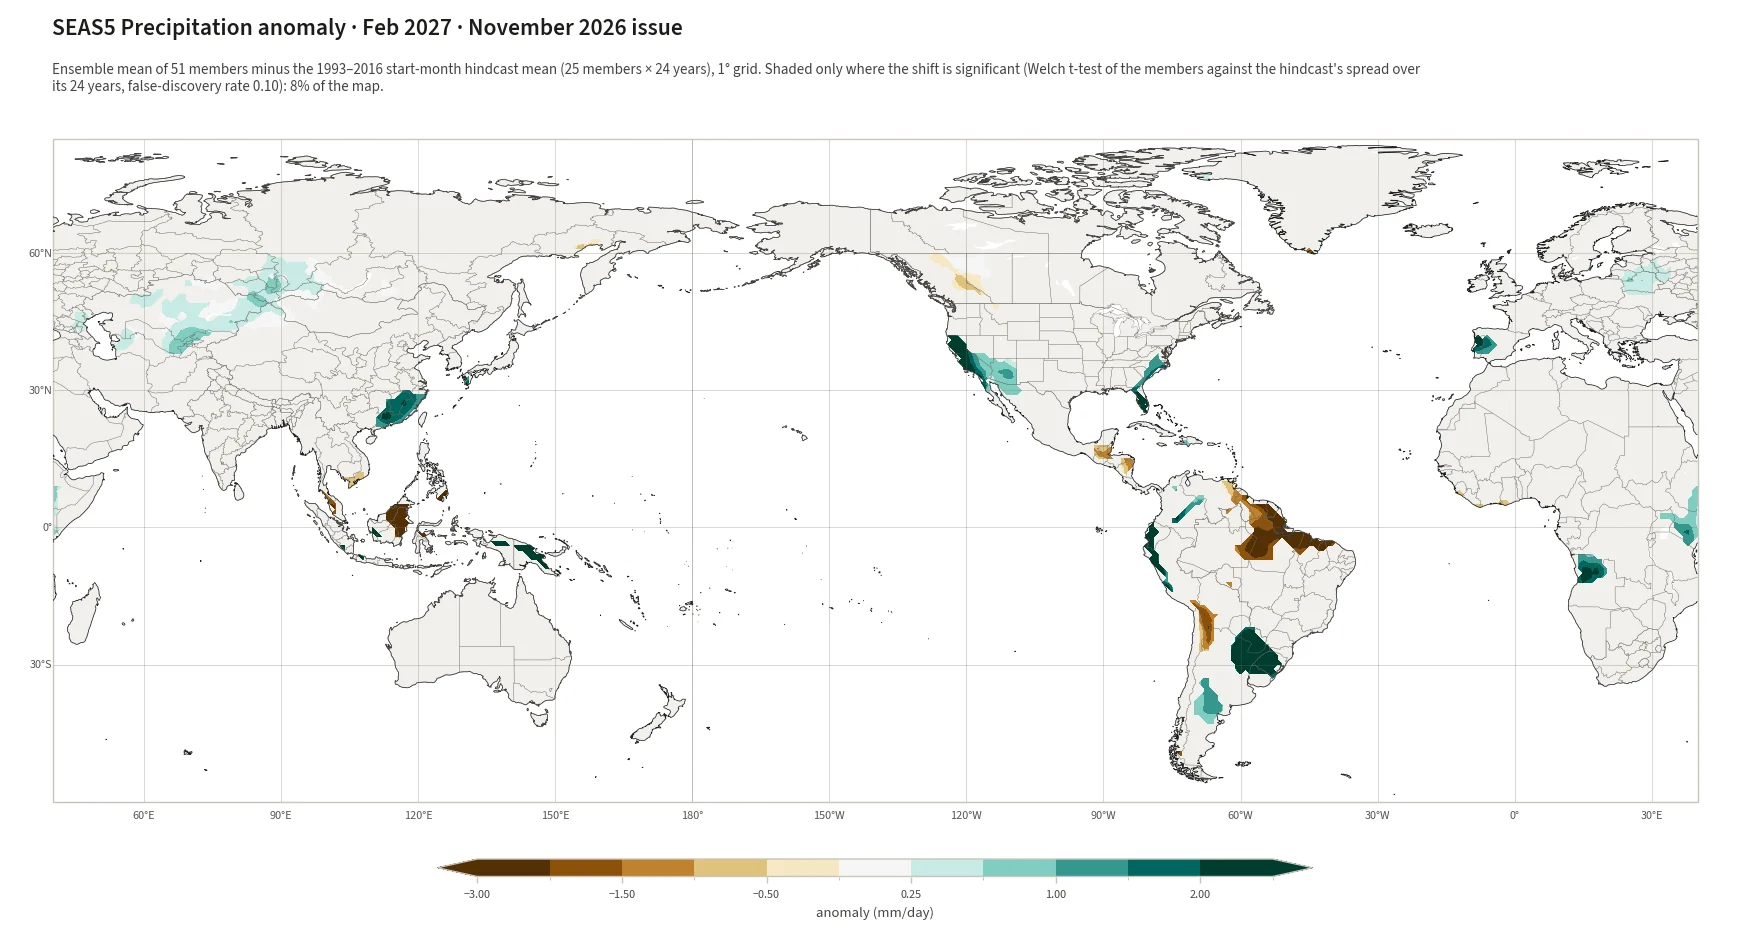 SEAS5 Precipitation anomaly · Feb 2027 · November 2026 issue
Ensemble mean of 51 members minus the 1993–2016 start-month hindcast mean (25 members × 24 years), 1° grid. Shaded only where the shift is significant (Welch t-test of the members against the hindcast's spread over
its 24 years, false-discovery rate 0.10): 8% of the map.
60°N
30°N
0°
30°S
60°E 90°E 120°E 150°E 180° 150°W 120°W 90°W 60°W 30°W 0° 30°E
−3.00 −1.50 −0.50 0.25 1.00 2.00
anomaly (mm/day)